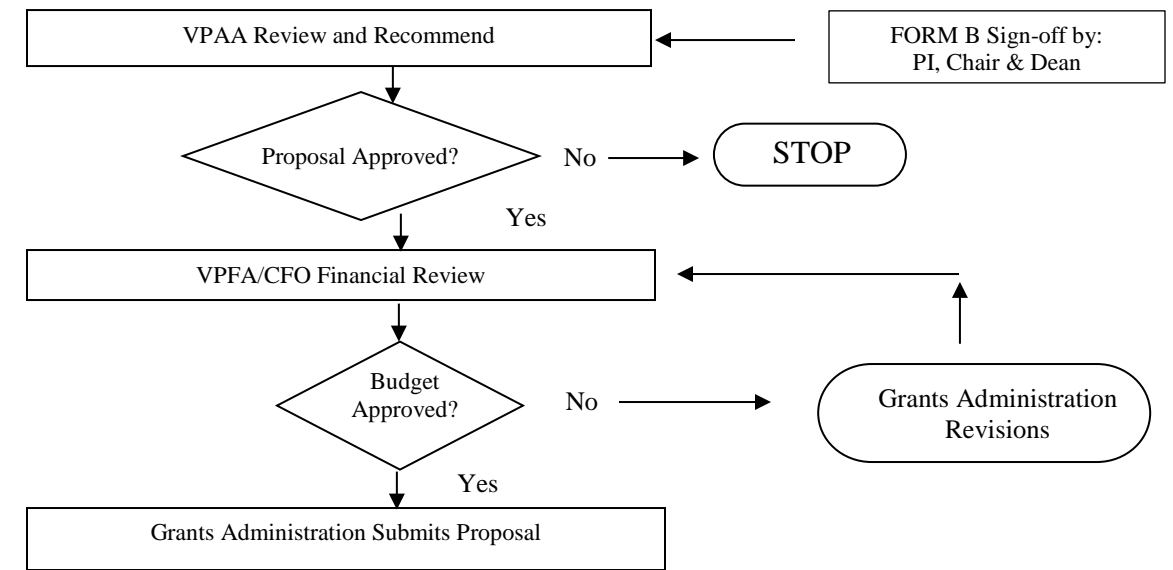 VPAA Review and Recommend
FORM B Sign-off by:
PI, Chair & Dean
Proposal Approved?
No
STOP
Yes
VPFA/CFO Financial Review
Budget
Approved?
No
Grants Administration
Revisions
Yes
Grants Administration Submits Proposal